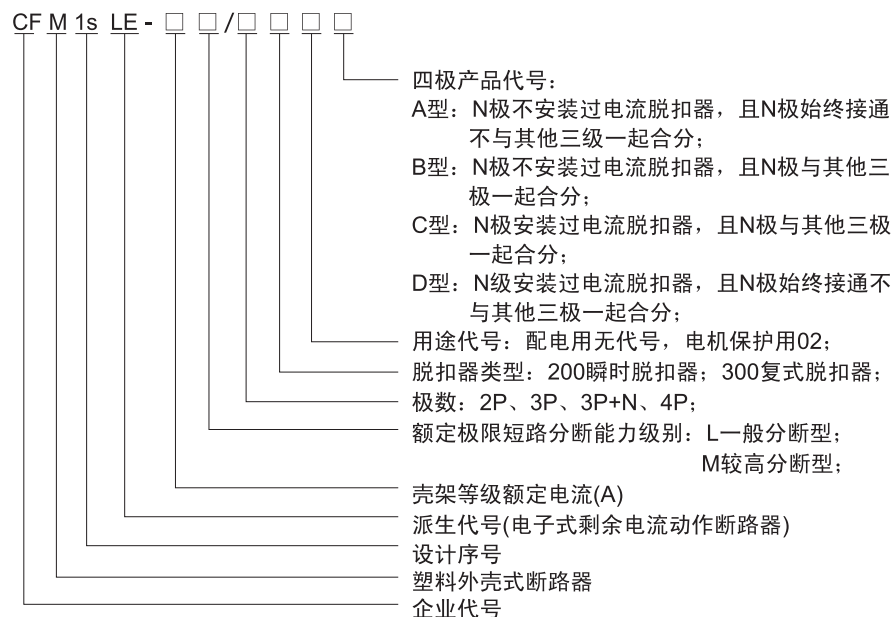 CF M 1s LE - □ □ / □ □ □ □
四极产品代号：
A型：N极不安装过电流脱扣器，且N极始终接通
不与其他三级一起合分；
B型：N极不安装过电流脱扣器，且N极与其他三
极一起合分；
C型：N极安装过电流脱扣器，且N极与其他三极
一起合分；
D型：N级安装过电流脱扣器，且N极始终接通不
与其他三极一起合分；
用途代号：配电用无代号，电机保护用02；
脱扣器类型：200瞬时脱扣器；300复式脱扣器；
极数：2P、3P、3P+N、4P；
额定极限短路分断能力级别：L一般分断型；
M较高分断型；
壳架等级额定电流(A)
派生代号(电子式剩余电流动作断路器)
设计序号
塑料外壳式断路器
企业代号